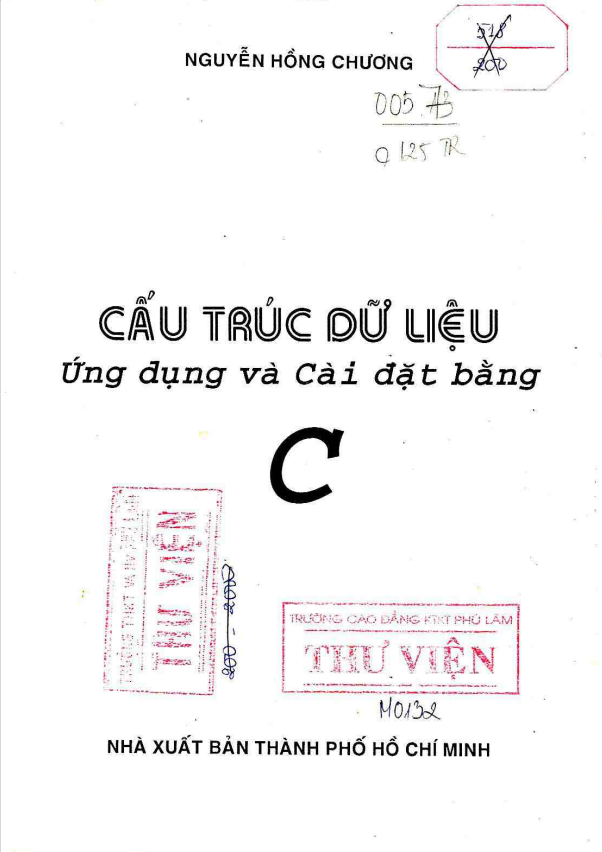 NGUYỄN HỒNG CHƯƠNG
518
200
005.73
125 TR
CẤU TRÚC DỮ LIỆU
Ứng dụng và Cài đặt bằng
C
THƯ VIỆN
200 - 2000
TRƯỜNG CAO ĐẲNG KTKT PHÚ LÂM
THƯ VIỆN
M0132
NHÀ XUẤT BẢN THÀNH PHỐ HỒ CHÍ MINH